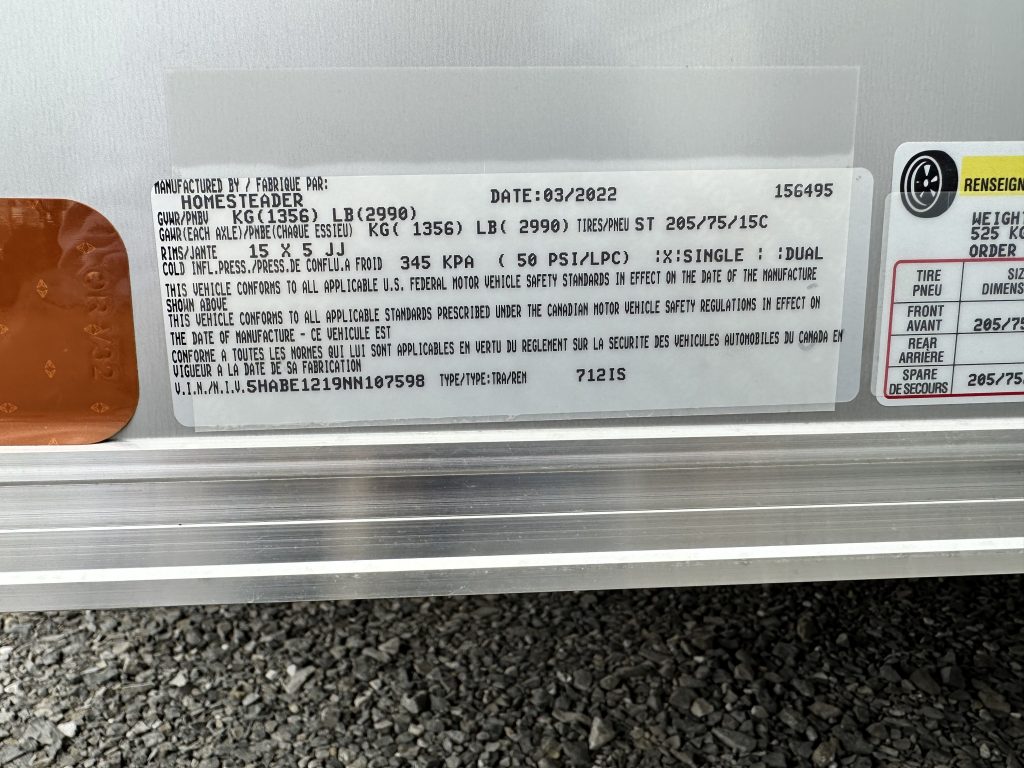 MANUFACTURED BY / FABRIQUE PAR:
HOMESTEADER DATE:03/2022 156495
GVWR/PNBV KG(1356) LB(2990)
GAWR(EACH AXLE)/PNBE(CHAQUE ESSIEU) KG( 1356) LB( 2990) TIRES/PNEU ST 205/75/15C
RIMS/JANTE 15 X 5 JJ
COLD INFL.PRESS./PRESS.DE CONFLU.A FROID 345 KPA ( 50 PSI/LPC) :X:SINGLE : :DUAL
THIS VEHICLE CONFORMS TO ALL APPLICABLE U.S. FEDERAL MOTOR VEHICLE SAFETY STANDARDS IN EFFECT ON THE DATE OF THE MANUFACTURE
SHOWN ABOVE
THIS VEHICLE CONFORMS TO ALL APPLICABLE STANDARDS PRESCRIBED UNDER THE CANADIAN MOTOR VEHICLE SAFETY REGULATIONS IN EFFECT ON
THE DATE OF MANUFACTURE - CE VEHICULE EST
CONFORME A TOUTES LES NORMES QUI LUI SONT APPLICABLES EN VERTU DU REGLEMENT SUR LA SECURITE DES VEHICULES AUTOMOBILES DU CANADA EN
VIGUEUR A LA DATE DE SA FABRICATION
V.I.N./N.I.V.5HABE1219NN107598 TYPE/TYPE:TRA/REM 712IS
RENSEIGN
WEIGHT
525 KG
ORDER
TIRE
PNEU
SIZ
DIMENS
FRONT
AVANT
205/75
REAR
ARRIÈRE
SPARE
DE SECOURS
205/75